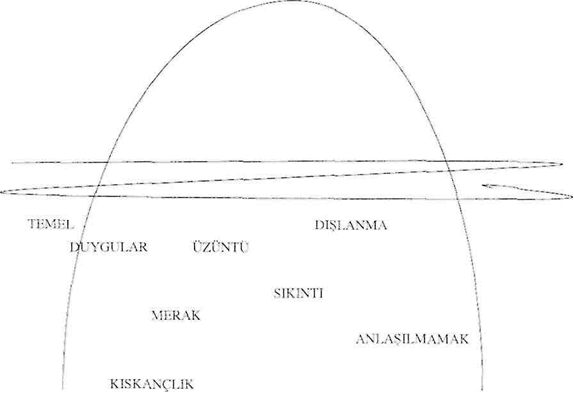 TEMEL
DIŞLANMA
DUYGULAR
ÜZÜNTÜ
SIKINTI
MERAK
ANLAŞILMAMAK
KISKANÇLIK